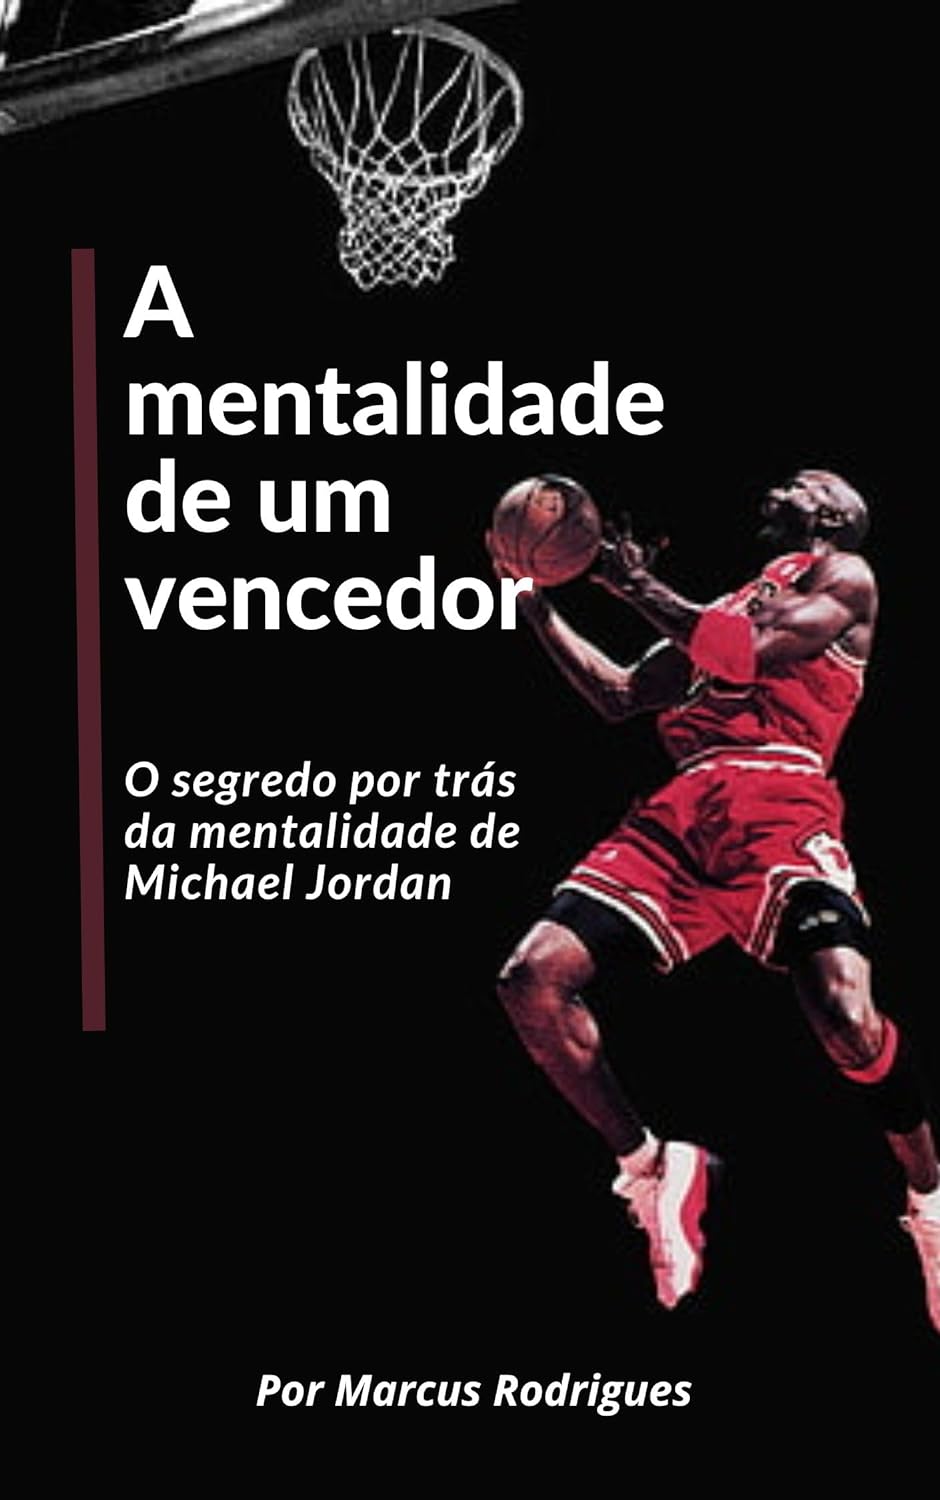 A
mentalidade
de um
vencedor
O segredo por trás
da mentalidade de
Michael Jordan
Por Marcus Rodrigues